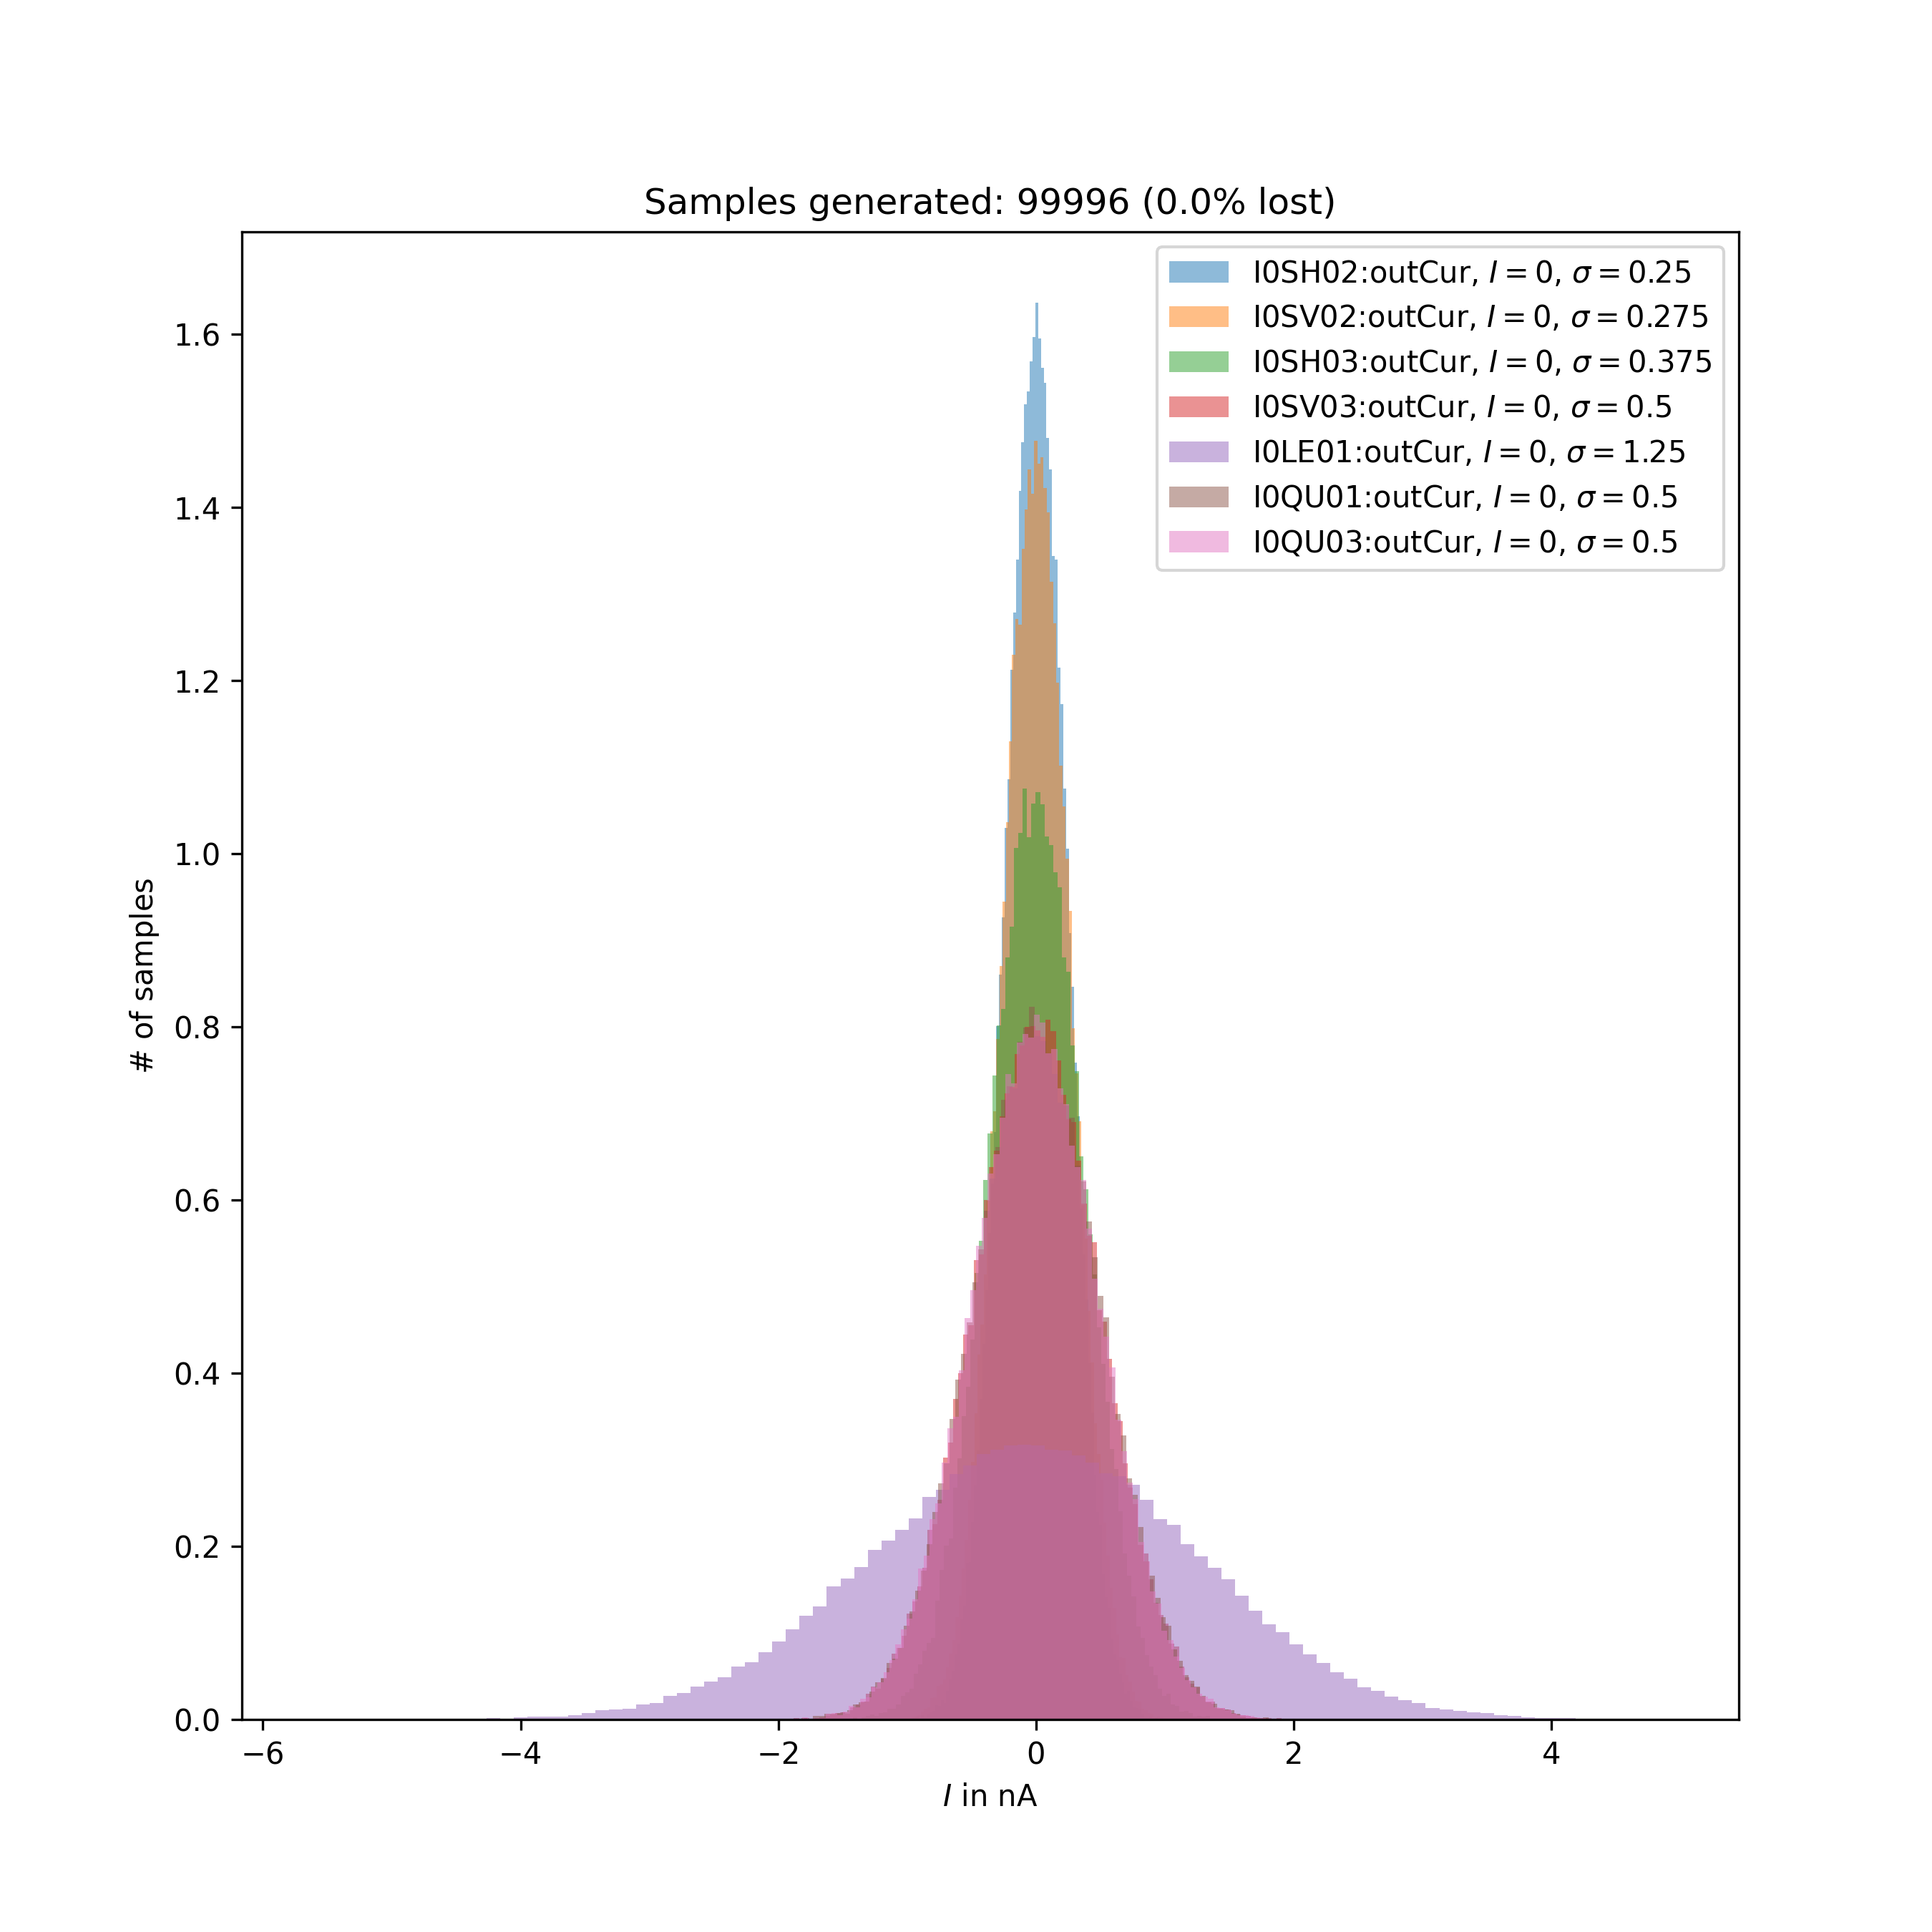 Samples generated: 99996 (0.0% lost)
I0SH02:outCur, I = 0, σ = 0.25
I0SV02:outCur, I = 0, σ = 0.275
I0SH03:outCur, I = 0, σ = 0.375
I0SV03:outCur, I = 0, σ = 0.5
I0LE01:outCur, I = 0, σ = 1.25
I0QU01:outCur, I = 0, σ = 0.5
I0QU03:outCur, I = 0, σ = 0.5
1.6
1.4
1.2
1.0
0.8
0.6
0.4
0.2
0.0
# of samples
−6 −4 −2 0 2 4
I in nA